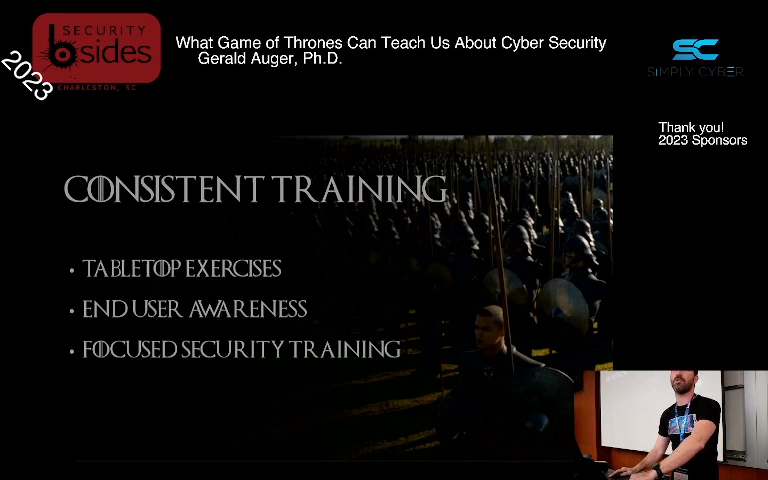 2023
SECURITY
bsides
CHARLESTON, SC
What Game of Thrones Can Teach Us About Cyber Security
Gerald Auger, Ph.D.
SC
SIMPLY CYBER
Thank you!
2023 Sponsors
CONSISTENT TRAINING
• TABLETOP EXERCISES
• END USER AWARENESS
• FOCUSED SECURITY TRAINING